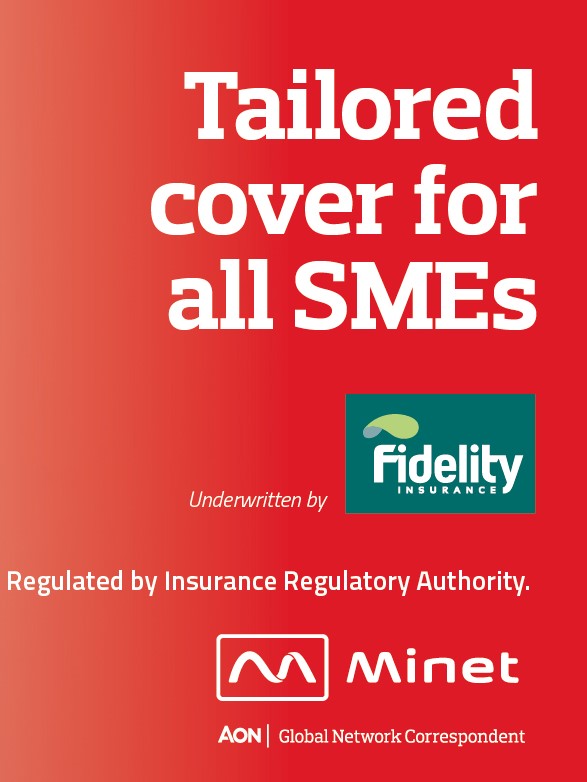 Tailored
cover for
all SMEs
Underwritten by
Fidelity
INSURANCE
Regulated by Insurance Regulatory Authority.
Minet
AON | Global Network Correspondent